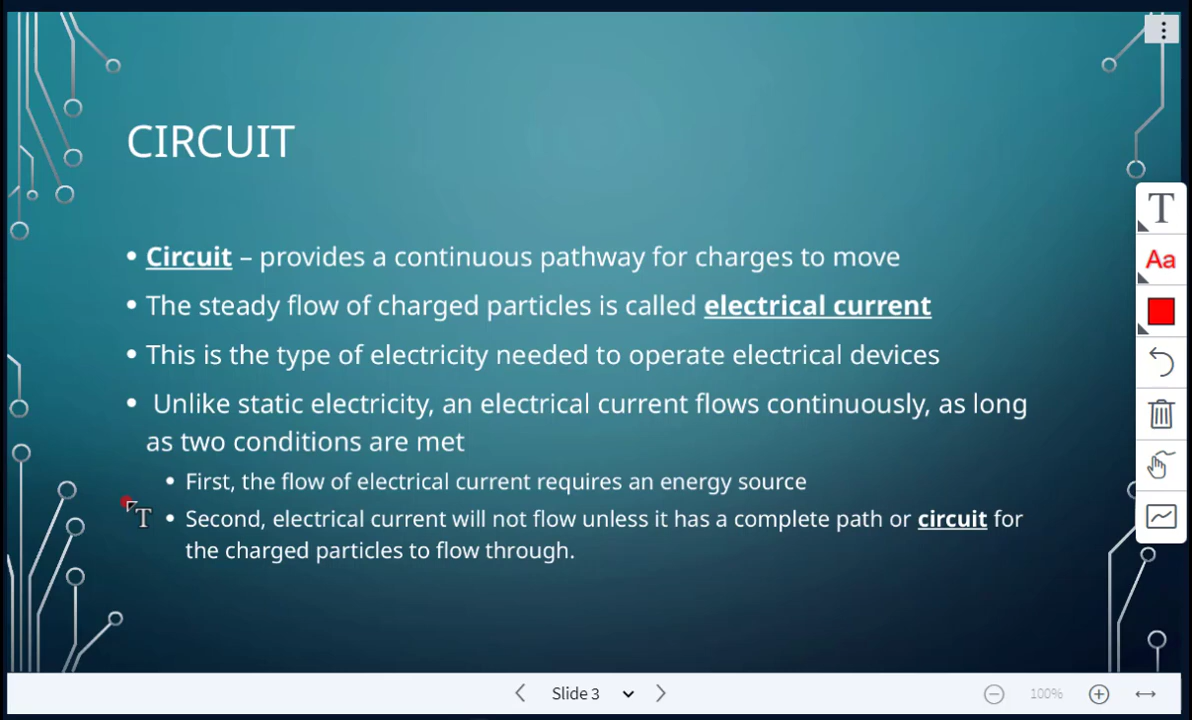 CIRCUIT
• Circuit – provides a continuous pathway for charges to move
• The steady flow of charged particles is called electrical current
• This is the type of electricity needed to operate electrical devices
• Unlike static electricity, an electrical current flows continuously, as long
as two conditions are met
• First, the flow of electrical current requires an energy source
• Second, electrical current will not flow unless it has a complete path or circuit for
the charged particles to flow through.
T
T
Aa
Slide 3
100%